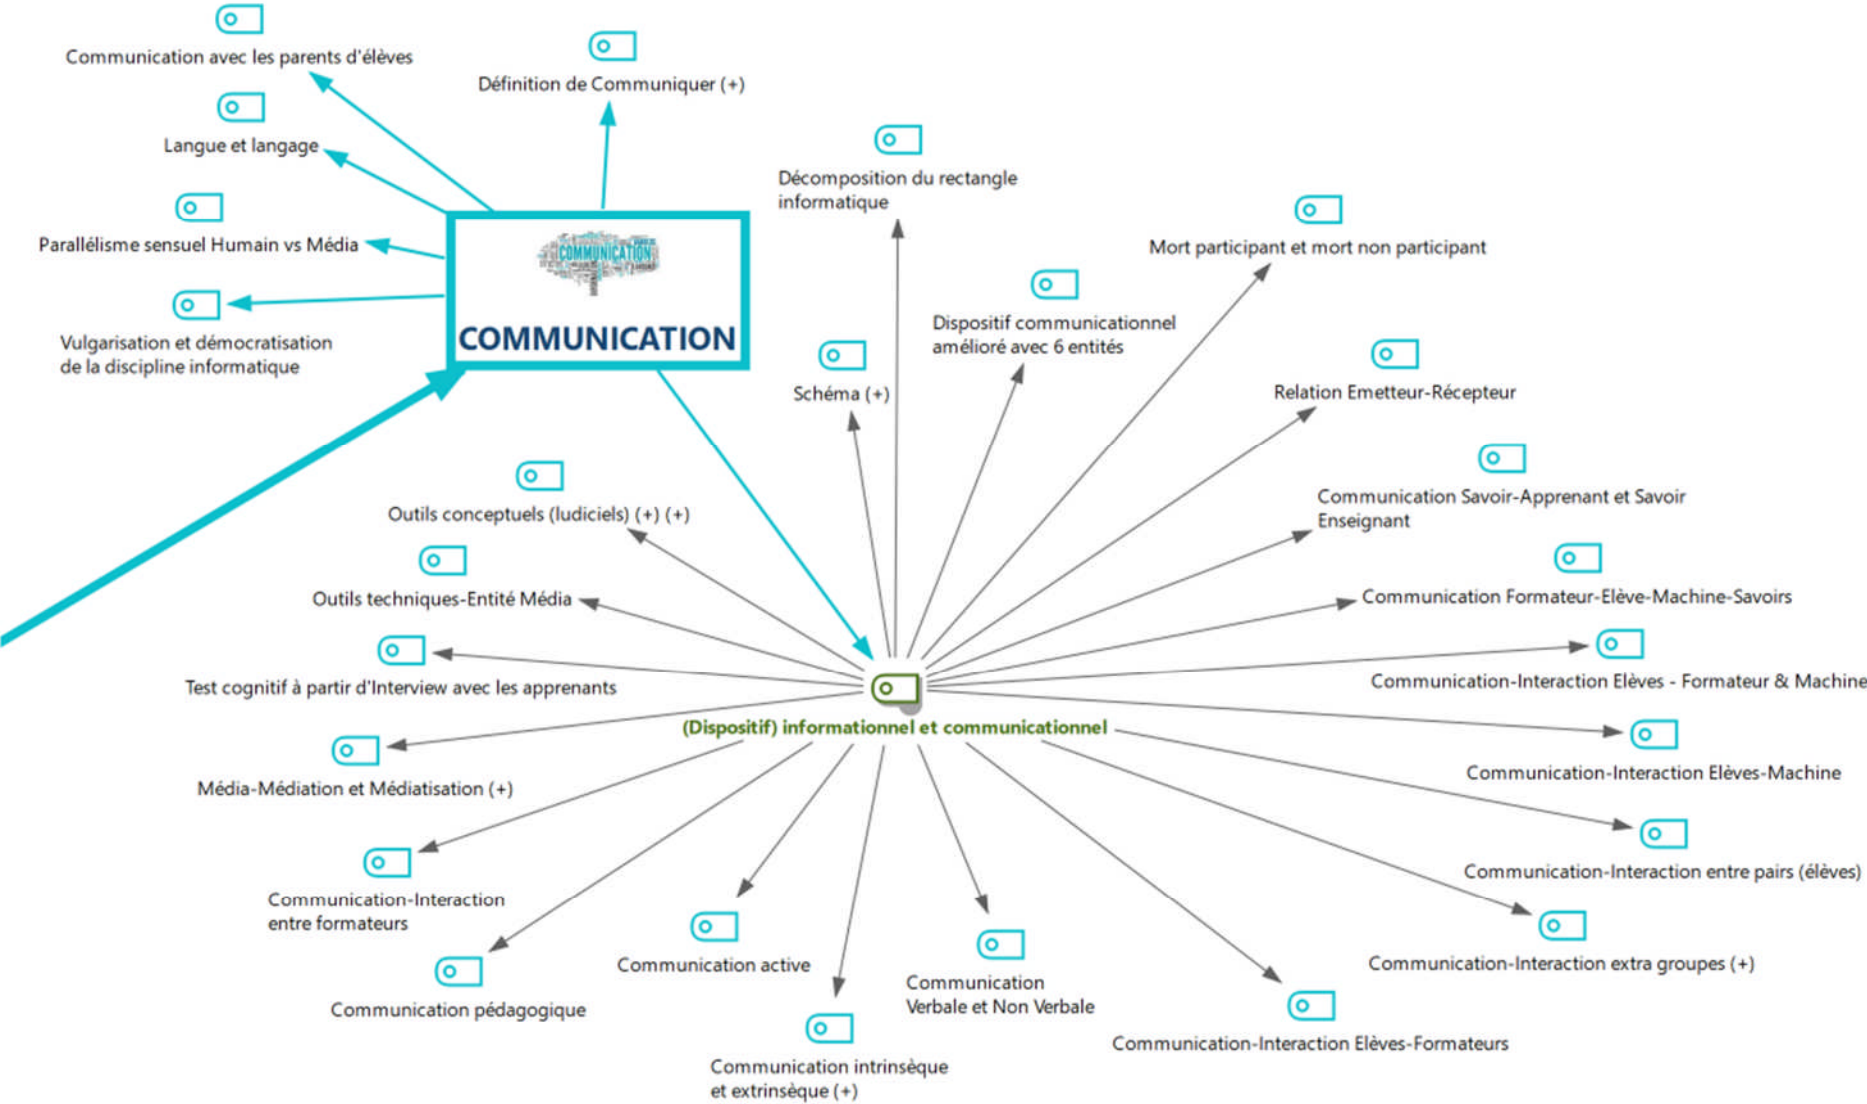 Communication avec les parents d'élèves
Définition de Communiquer (+)
Langue et langage
Décomposition du rectangle
informatique
Parallélisme sensuel Humain vs Média
Mort participant et mort non participant
COMMUNICATION
COMMUNICATION
Vulgarisation et démocratisation
de la discipline informatique
Dispositif communicationnel
amélioré avec 6 entités
Schéma (+)
Relation Emetteur-Récepteur
Communication Savoir-Apprenant et Savoir
Enseignant
Outils conceptuels (ludiciels) (+) (+)
Outils techniques-Entité Média
Communication Formateur-Elève-Machine-Savoirs
Test cognitif à partir d'Interview avec les apprenants
Communication-Interaction Elèves - Formateur & Machine
(Dispositif) informationnel et communicationnel
Média-Médiation et Médiatisation (+)
Communication-Interaction Elèves-Machine
Communication-Interaction
entre formateurs
Communication-Interaction entre pairs (élèves)
Communication pédagogique
Communication active
Communication
Verbale et Non Verbale
Communication-Interaction extra groupes (+)
Communication intrinsèque
et extrinsèque (+)
Communication-Interaction Elèves-Formateurs